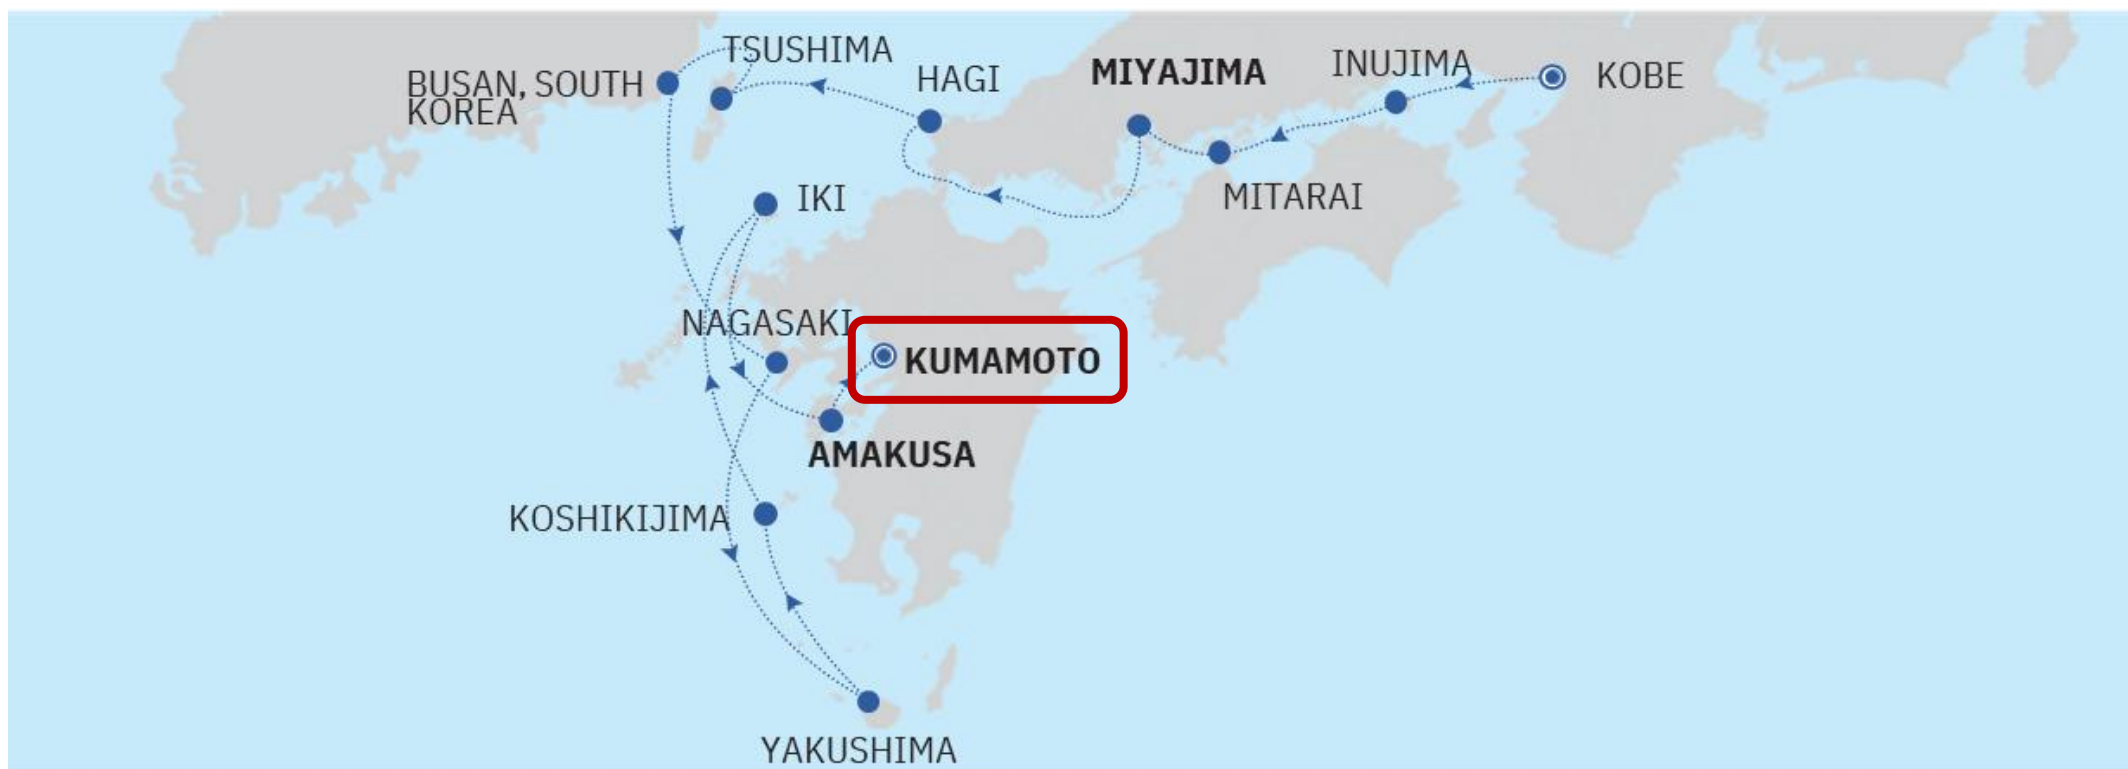 TSUSHIMA
BUSAN, SOUTH
KOREA
HAGI
MIYAJIMA
INUJIMA
KOBE
IKI
MITARAI
NAGASAKI
KUMAMOTO
AMAKUSA
KOSHIKIJIMA
YAKUSHIMA